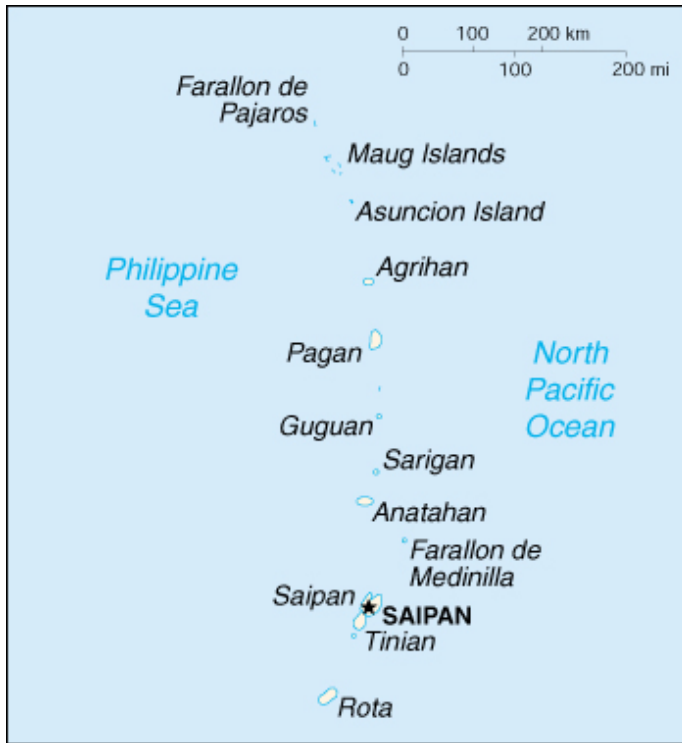 0 100 200 km
0 100 200 mi
Farallon de
Pajaros
Maug Islands
Asuncion Island
Philippine
Sea
Agrihan
Pagan
North
Pacific
Ocean
Guguan
Sarigan
Anatahan
Farallon de
Medinilla
Saipan
SAIPAN
Tinian
Rota